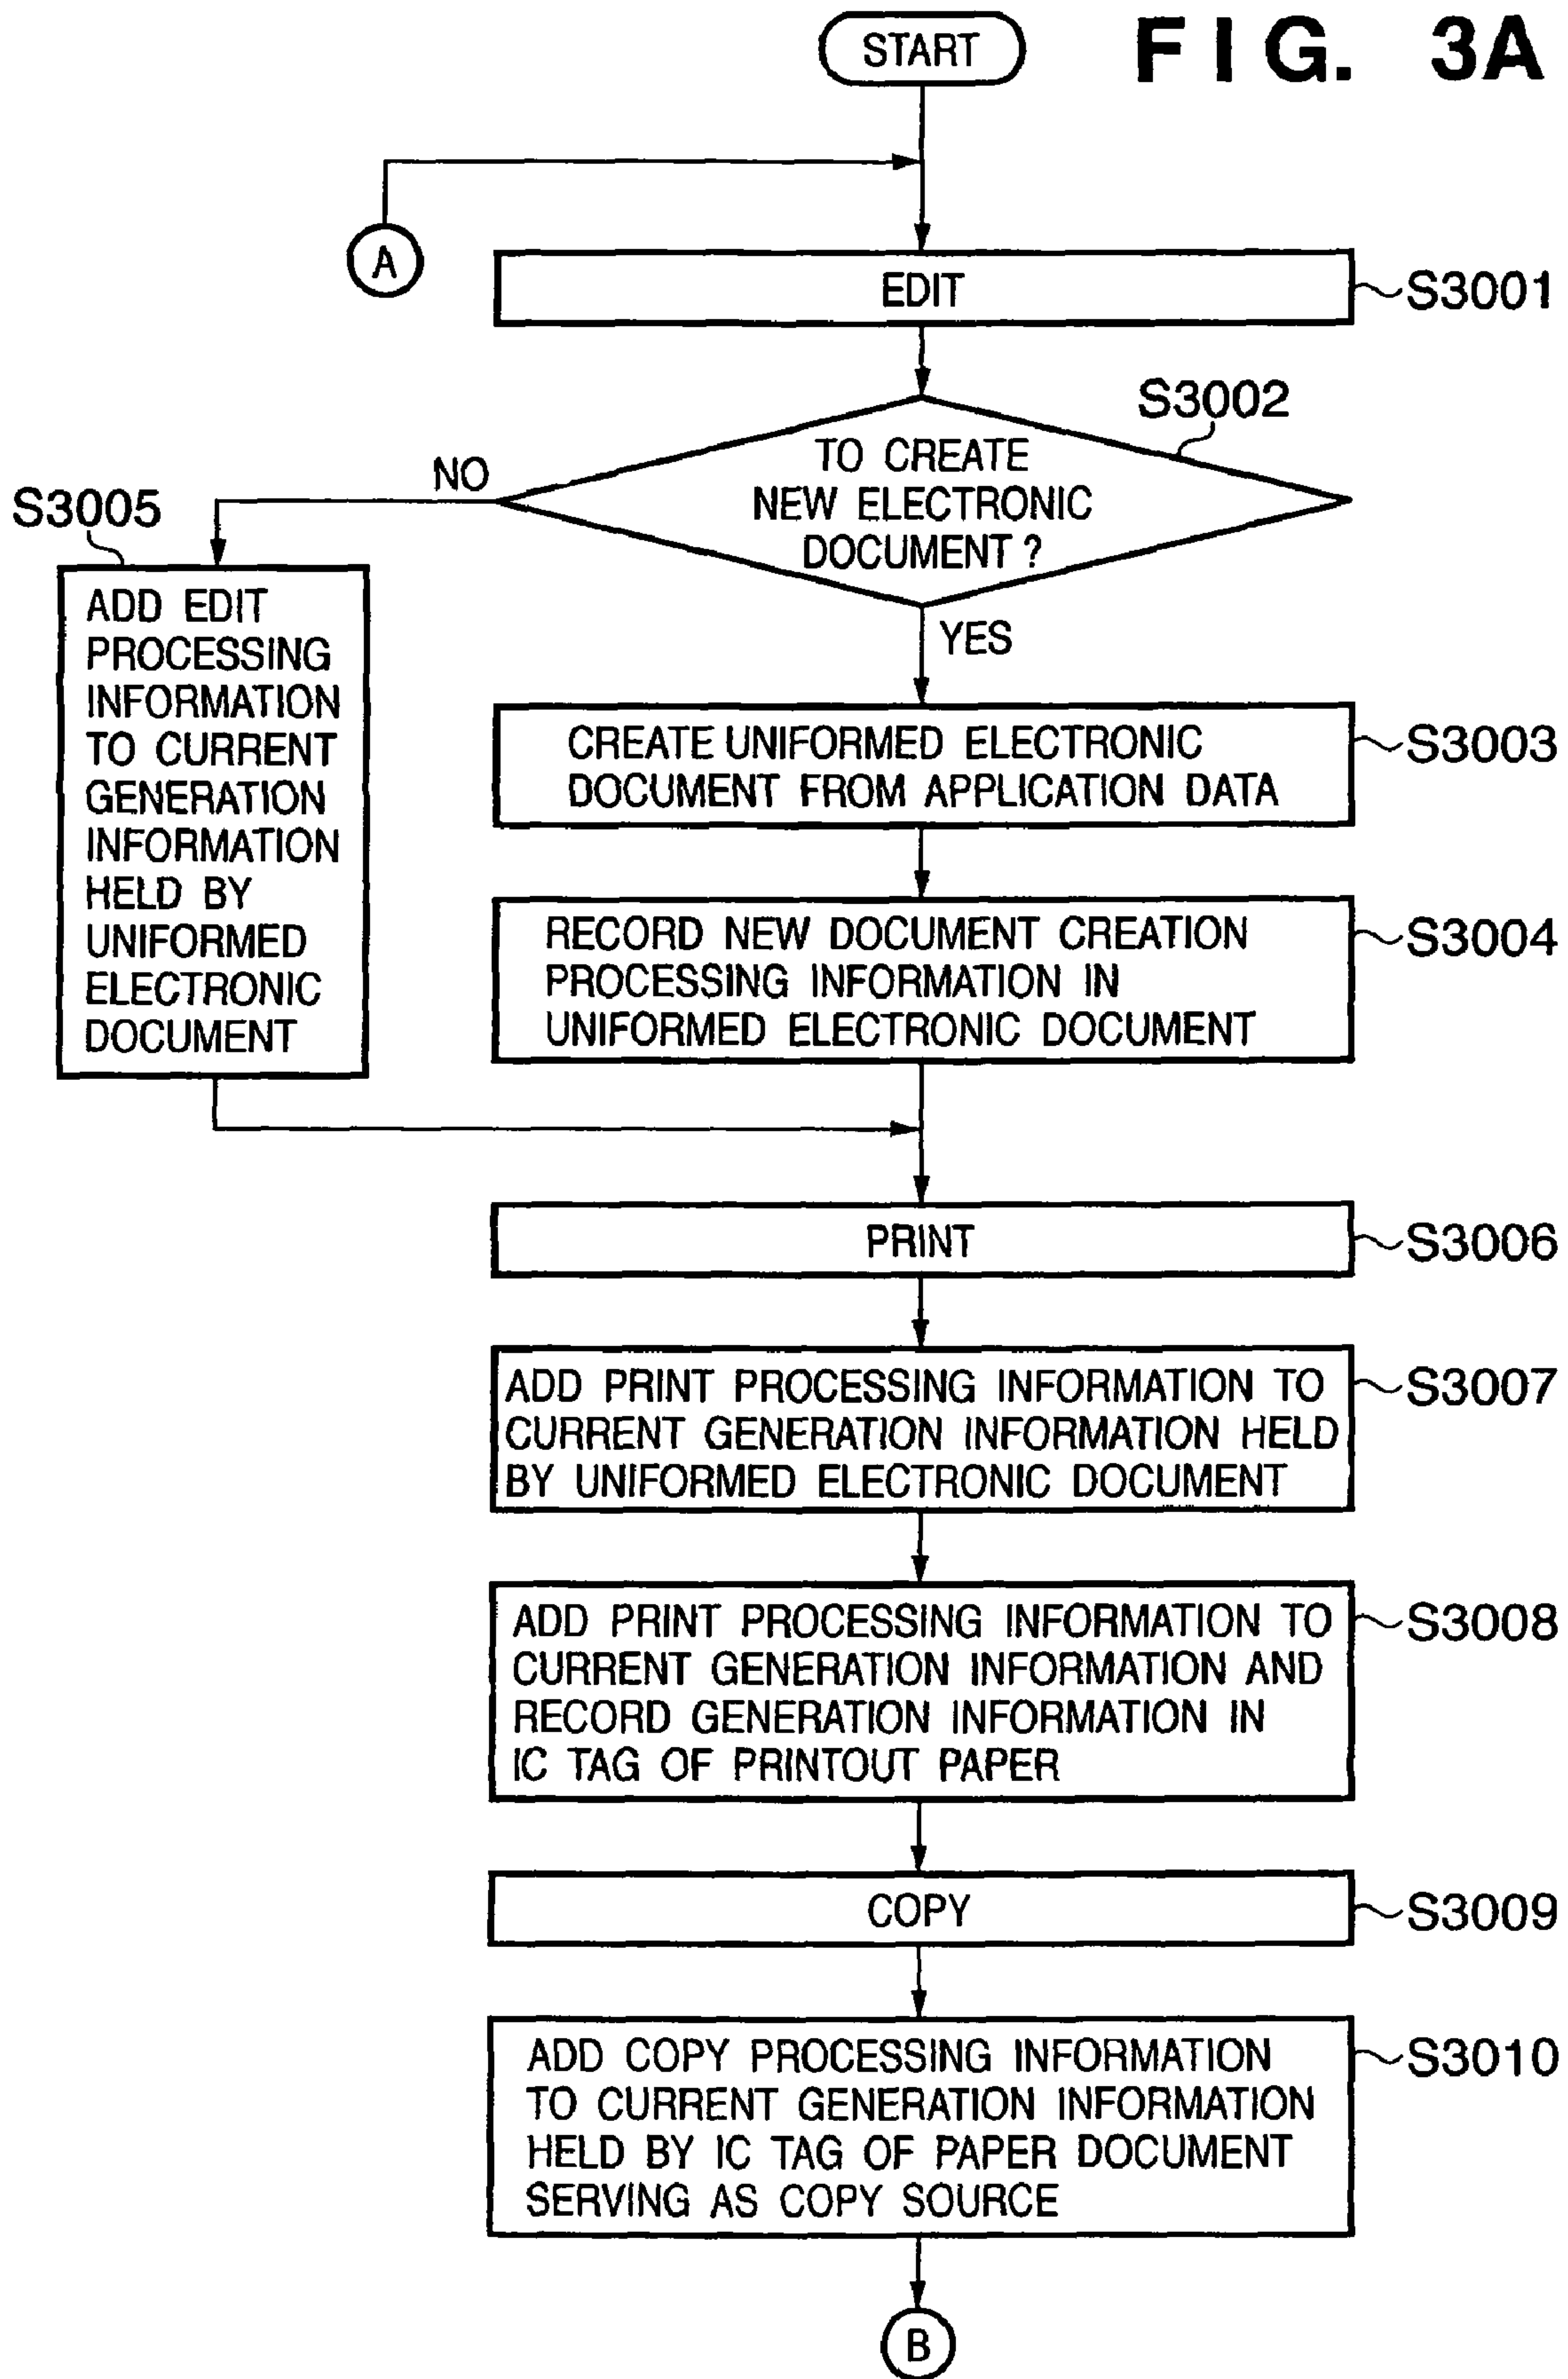 START
FIG. 3A
A
EDIT
S3001
S3002
TO CREATE
NEW ELECTRONIC
DOCUMENT ?
NO
YES
S3005
ADD EDIT
PROCESSING
INFORMATION
TO CURRENT
GENERATION
INFORMATION
HELD BY
UNIFORMED
ELECTRONIC
DOCUMENT
CREATE UNIFORMED ELECTRONIC
DOCUMENT FROM APPLICATION DATA
S3003
RECORD NEW DOCUMENT CREATION
PROCESSING INFORMATION IN
UNIFORMED ELECTRONIC DOCUMENT
S3004
PRINT
S3006
ADD PRINT PROCESSING INFORMATION TO
CURRENT GENERATION INFORMATION HELD
BY UNIFORMED ELECTRONIC DOCUMENT
S3007
ADD PRINT PROCESSING INFORMATION TO
CURRENT GENERATION INFORMATION AND
RECORD GENERATION INFORMATION IN
IC TAG OF PRINTOUT PAPER
S3008
COPY
S3009
ADD COPY PROCESSING INFORMATION
TO CURRENT GENERATION INFORMATION
HELD BY IC TAG OF PAPER DOCUMENT
SERVING AS COPY SOURCE
S3010
B